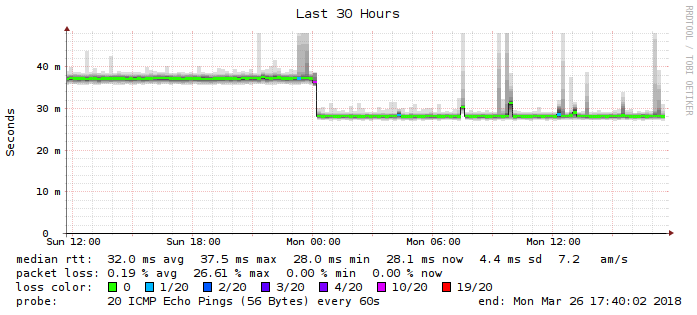 Last 30 Hours
RRDTOOL / TOBI OETIKER
Seconds
40 m
30 m
20 m
10 m
0
Sun 12:00 Sun 18:00 Mon 00:00 Mon 06:00 Mon 12:00
median rtt: 32.0 ms avg 37.5 ms max 28.0 ms min 28.1 ms now 4.4 ms sd 7.2 am/s
packet loss: 0.19 % avg 26.61 % max 0.00 % min 0.00 % now
loss color: 0 1/20 2/20 3/20 4/20 10/20 19/20
probe: 20 ICMP Echo Pings (56 Bytes) every 60s end: Mon Mar 26 17:40:02 2018